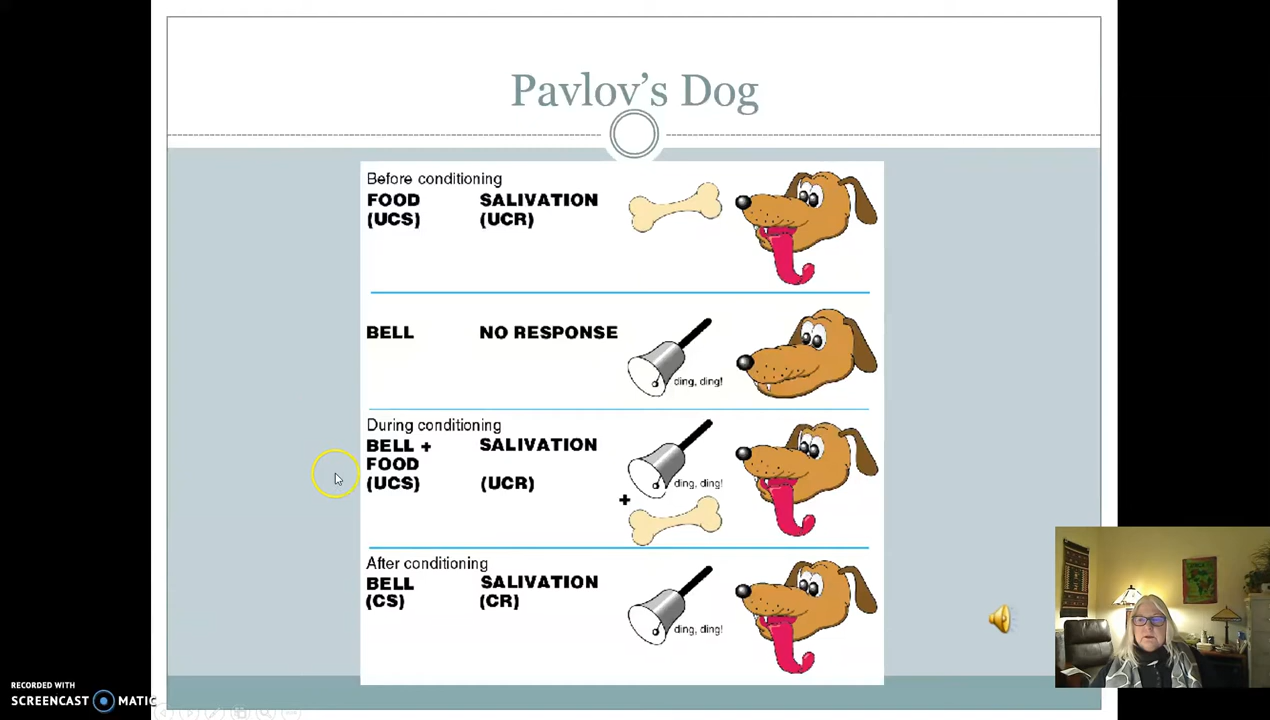 Pavlov's Dog
Before conditioning
FOOD SALIVATION
(UCS) (UCR)
BELL NO RESPONSE
ding, ding!
During conditioning
BELL + SALIVATION
FOOD
(UCS) (UCR)
ding, ding!
+
After conditioning
BELL SALIVATION
(CS) (CR)
ding, ding!
RECORDED WITH
SCREENCAST MATIC